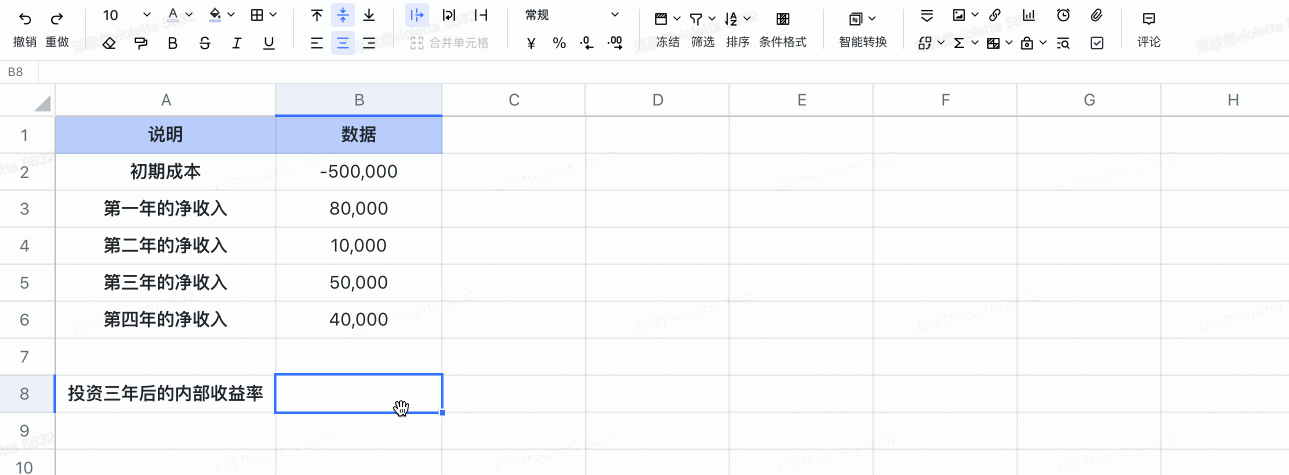 10 A 常规
撤销 重做 B S I U 合并单元格 ¥ % .0 .00 冻结 筛选 排序 条件格式 智能转换 评论
B8
A B C D E F G H
1 说明 数据
2 初期成本 -500,000
3 第一年的净收入 80,000
4 第二年的净收入 10,000
5 第三年的净收入 50,000
6 第四年的净收入 40,000
7
8 投资三年后的内部收益率
9
10